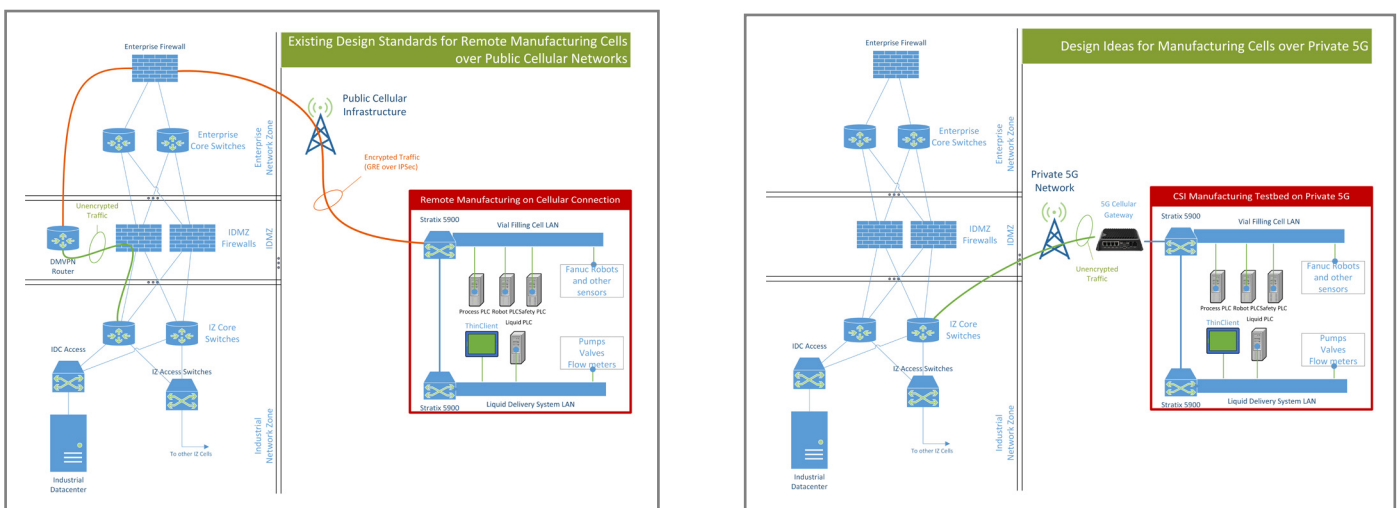 Existing Design Standards for Remote Manufacturing Cells
over Public Cellular Networks
Enterprise Firewall
Public Cellular
Infrastructure
Enterprise
Core Switches
Enterprise
Network Zone
Encrypted Traffic
(GRE over IPSec)
Unencrypted
Traffic
IDMZ
Firewalls
IDMZ
DMVPN
Router
Remote Manufacturing on Cellular Connection
Stratix 5900
Vial Filling Cell LAN
Fanuc Robots
and other
sensors
Process PLC Robot PLCSafety PLC
Liquid PLC
ThinClient
Pumps
Valves
Flow meters
Stratix 5900
Liquid Delivery System LAN
IZ Core
Switches
IDC Access
IZ Access Switches
Industrial
Network Zone
To other IZ Cells
Industrial
Datacenter
Design Ideas for Manufacturing Cells over Private 5G
Enterprise Firewall
Enterprise
Core Switches
Enterprise
Network Zone
Private 5G
Network
5G Cellular
Gateway
Unencrypted
Traffic
IDMZ
Firewalls
IDMZ
CSI Manufacturing Testbed on Private 5G
Stratix 5900
Vial Filling Cell LAN
Fanuc Robots
and other
sensors
Process PLC Robot PLCSafety PLC
ThinClient
Liquid PLC
Pumps
Valves
Flow meters
Stratix 5900
Liquid Delivery System LAN
IZ Core
Switches
IDC Access
IZ Access Switches
Industrial
Network Zone
To other IZ Cells
Industrial
Datacenter